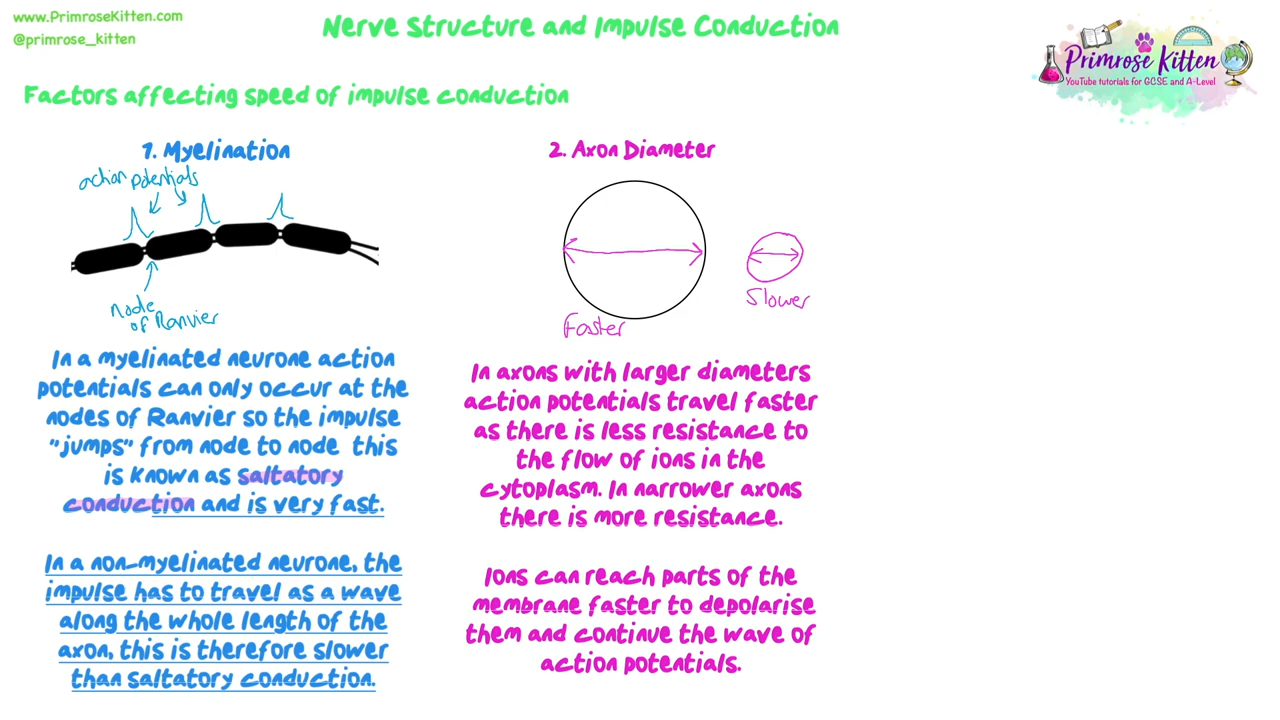 www.PrimroseKitten.com
@primrose_kitten
Nerve Structure and Impulse Conduction
Primrose Kitten
YouTube tutorials for GCSE and A-Level
Factors affecting speed of impulse conduction
1. Myelination
action potentials
node
of Ranvier
In a myelinated neurone action
potentials can only occur at the
nodes of Ranvier so the impulse
"jumps" from node to node this
is known as saltatory
conduction and is very fast.
In a non-myelinated neurone, the
impulse has to travel as a wave
along the whole length of the
axon, this is therefore slower
than saltatory conduction.
2. Axon Diameter
Faster
Slower
In axons with larger diameters
action potentials travel faster
as there is less resistance to
the flow of ions in the
cytoplasm. In narrower axons
there is more resistance.
Ions can reach parts of the
membrane faster to depolarise
them and continue the wave of
action potentials.